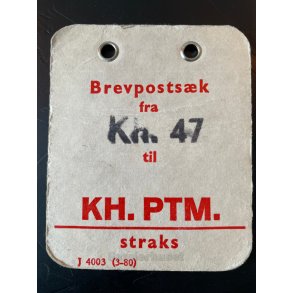 Brevpostsæk
fra
Kh. 47
til
KH. PTM.
straks
J 4003 (3-80)